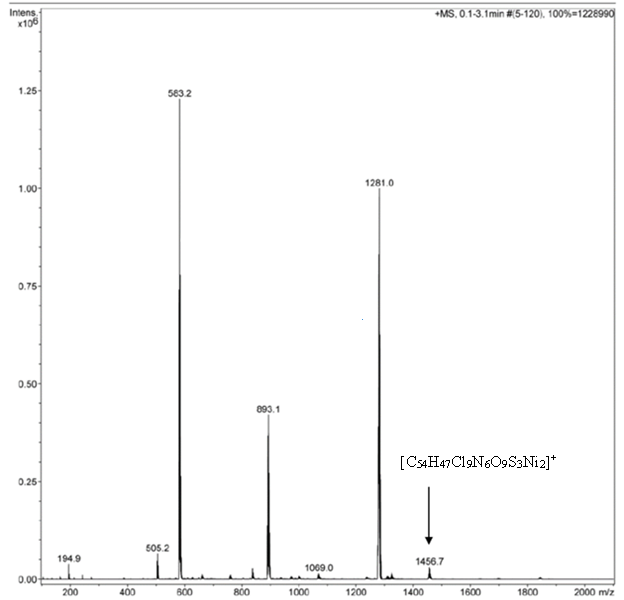 Intens.
x10⁶
+MS, 0.1-3.1min #(5-120), 100%=1228990
1.25
583.2
1.00
1281.0
0.75
0.50
893.1
[C₅₄H₄₇Cl₉N₆O₉S₃Ni₂]⁺
0.25
194.9
505.2
1069.0
1456.7
0.00
200 400 600 800 1000 1200 1400 1600 1800 2000 m/z